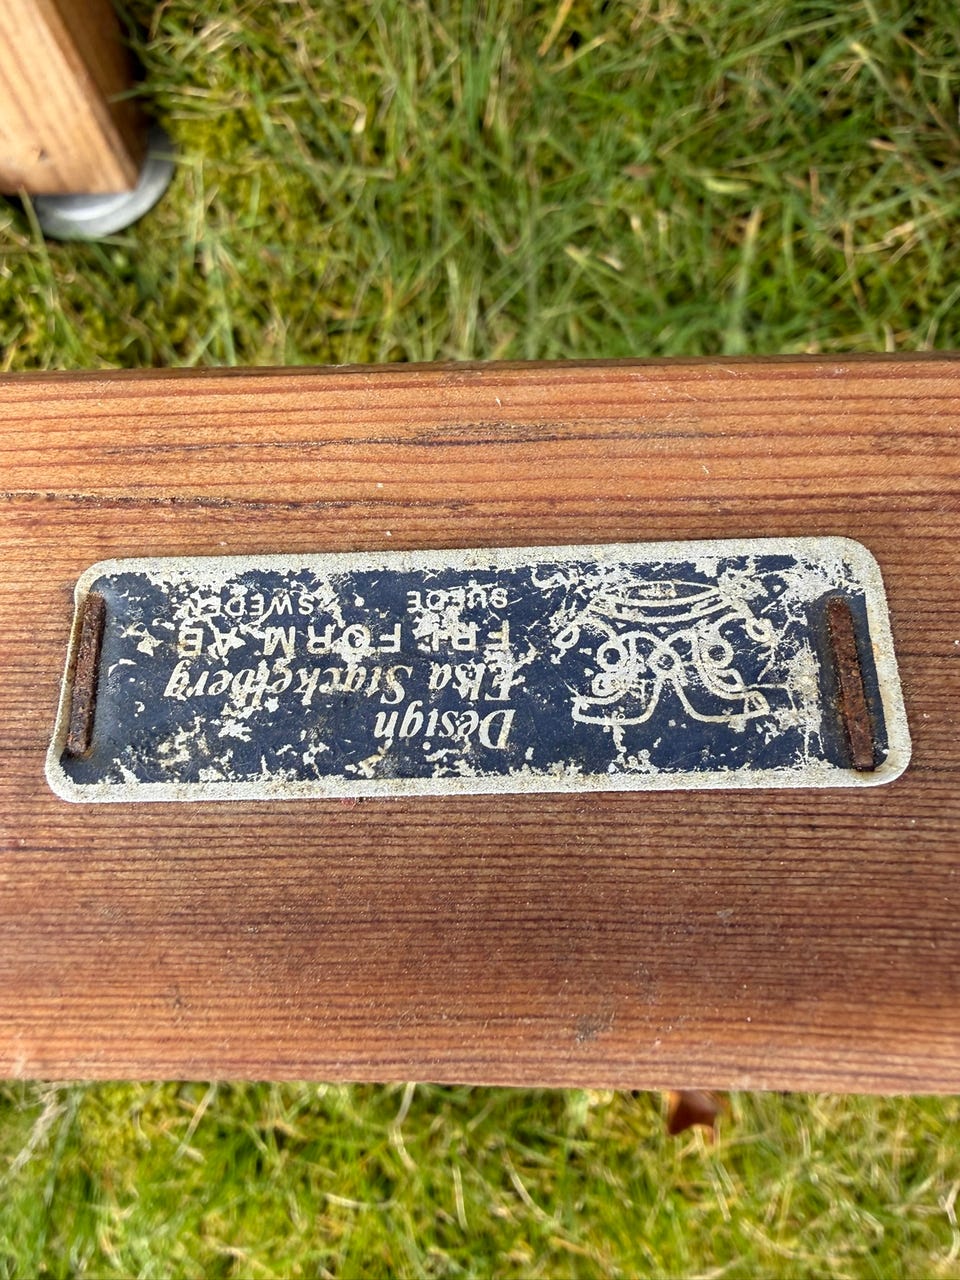 Design
Elsa Stackelberg
FRI FORM AB
SUEDE SWEDEN